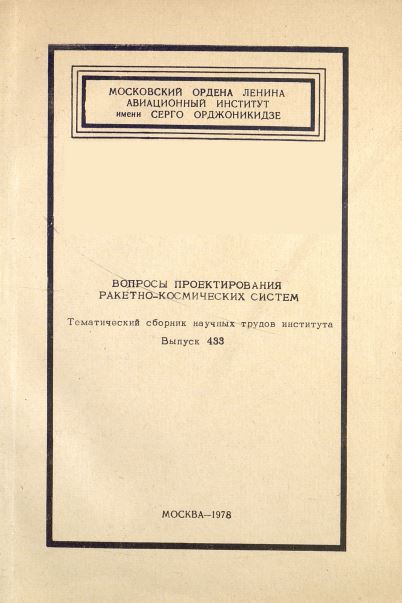 МОСКОВСКИЙ ОРДЕНА ЛЕНИНА
АВИАЦИОННЫЙ ИНСТИТУТ
имени СЕРГО ОРДЖОНИКИДЗЕ
ВОПРОСЫ ПРОЕКТИРОВАНИЯ
РАКЕТНО-КОСМИЧЕСКИХ СИСТЕМ
Тематический сборник научных трудов института
Выпуск 433
МОСКВА—1978